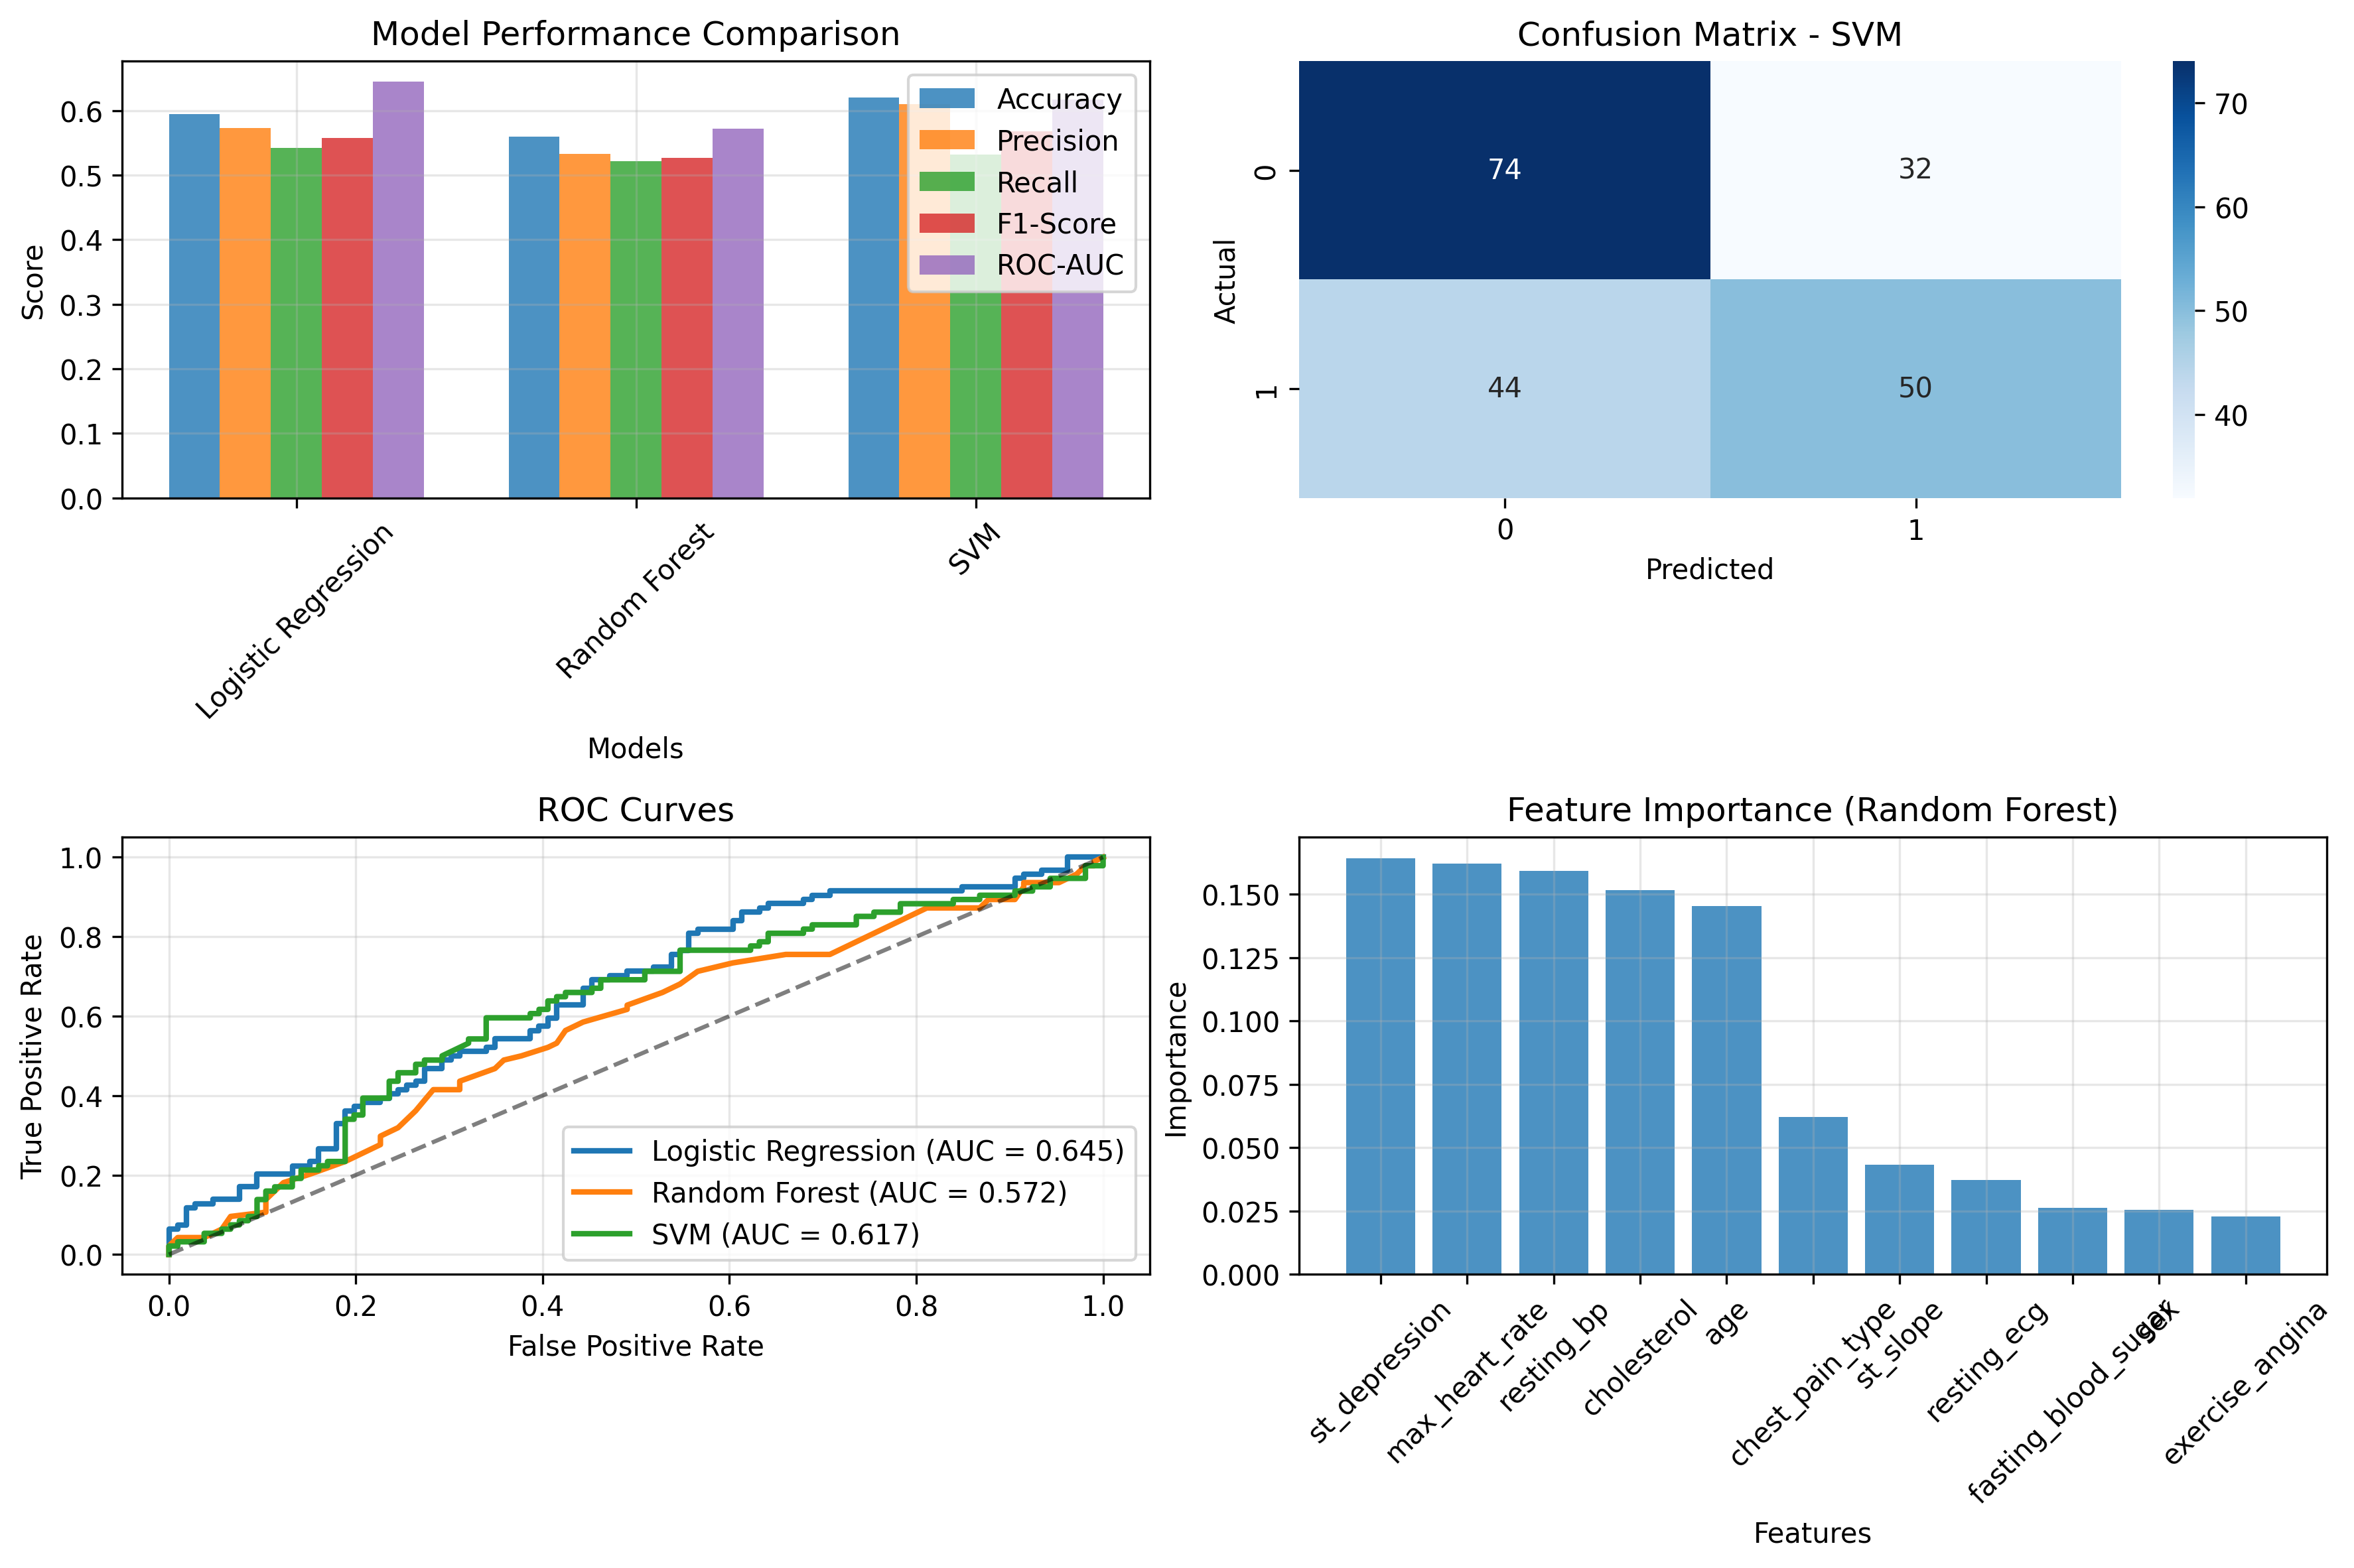 Model Performance Comparison
Score
0.6
0.5
0.4
0.3
0.2
0.1
0.0
Accuracy
Precision
Recall
F1-Score
ROC-AUC
Logistic Regression
Random Forest
SVM
Models
Confusion Matrix - SVM
Actual
0
1
74
32
44
50
0
1
Predicted
70
60
50
40
ROC Curves
True Positive Rate
1.0
0.8
0.6
0.4
0.2
0.0
Logistic Regression (AUC = 0.645)
Random Forest (AUC = 0.572)
SVM (AUC = 0.617)
0.0
0.2
0.4
0.6
0.8
1.0
False Positive Rate
Feature Importance (Random Forest)
Importance
0.150
0.125
0.100
0.075
0.050
0.025
0.000
st_depression
max_heart_rate
resting_bp
cholesterol
age
chest_pain_type
st_slope
resting_ecg
fasting_blood_sugar
sex
exercise_angina
Features